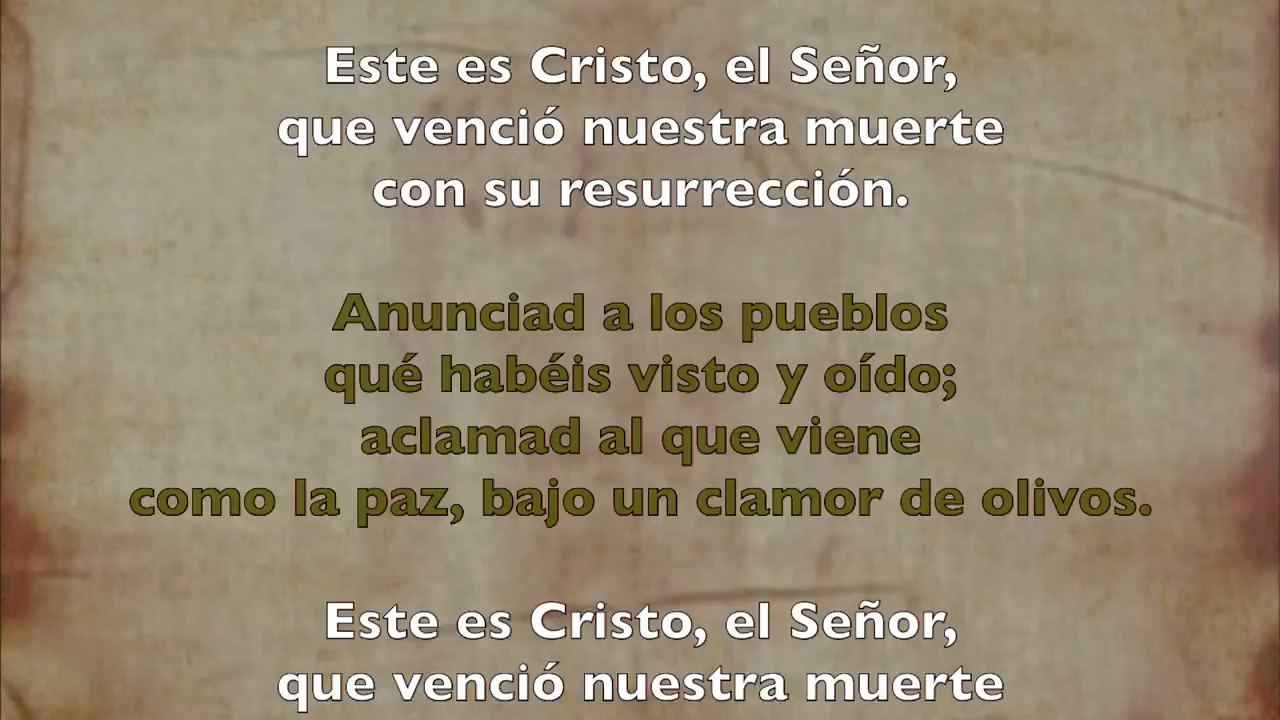 Este es Cristo, el Señor,
que venció nuestra muerte
con su resurrección.
Anunciad a los pueblos
qué habéis visto y oído;
aclamad al que viene
como la paz, bajo un clamor de olivos.
Este es Cristo, el Señor,
que venció nuestra muerte